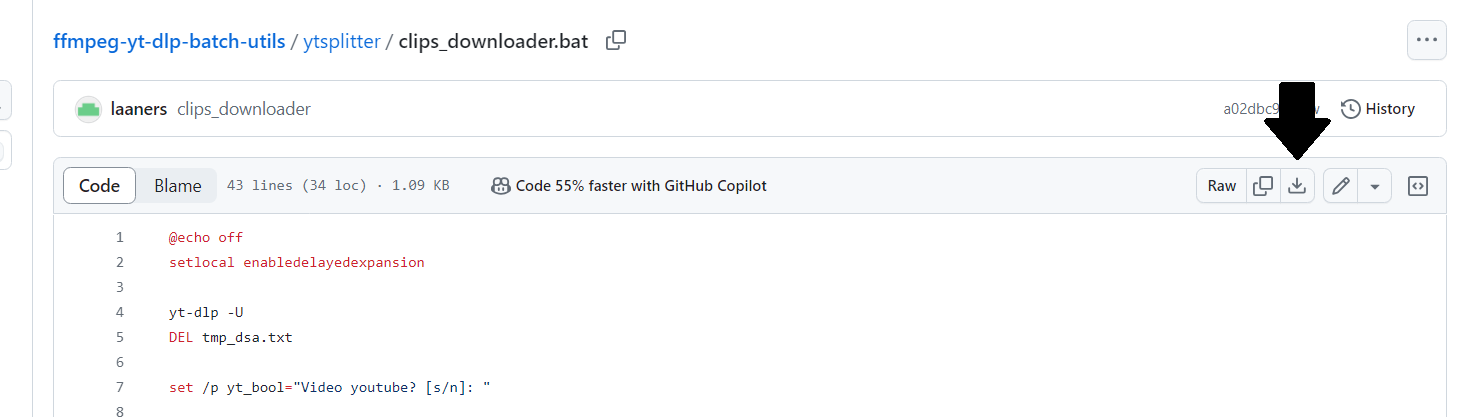 ffmpeg-yt-dlp-batch-utils / ytsplitter / clips_downloader.bat
laaners clips_downloader
History
Code Blame 43 lines (34 loc) · 1.09 KB Code 55% faster with GitHub Copilot Raw
1 @echo off
2 setlocal enabledelayedexpansion
3
4 yt-dlp -U
5 DEL tmp_dsa.txt
6
7 set /p yt_bool="Video youtube? [s/n]: "
8